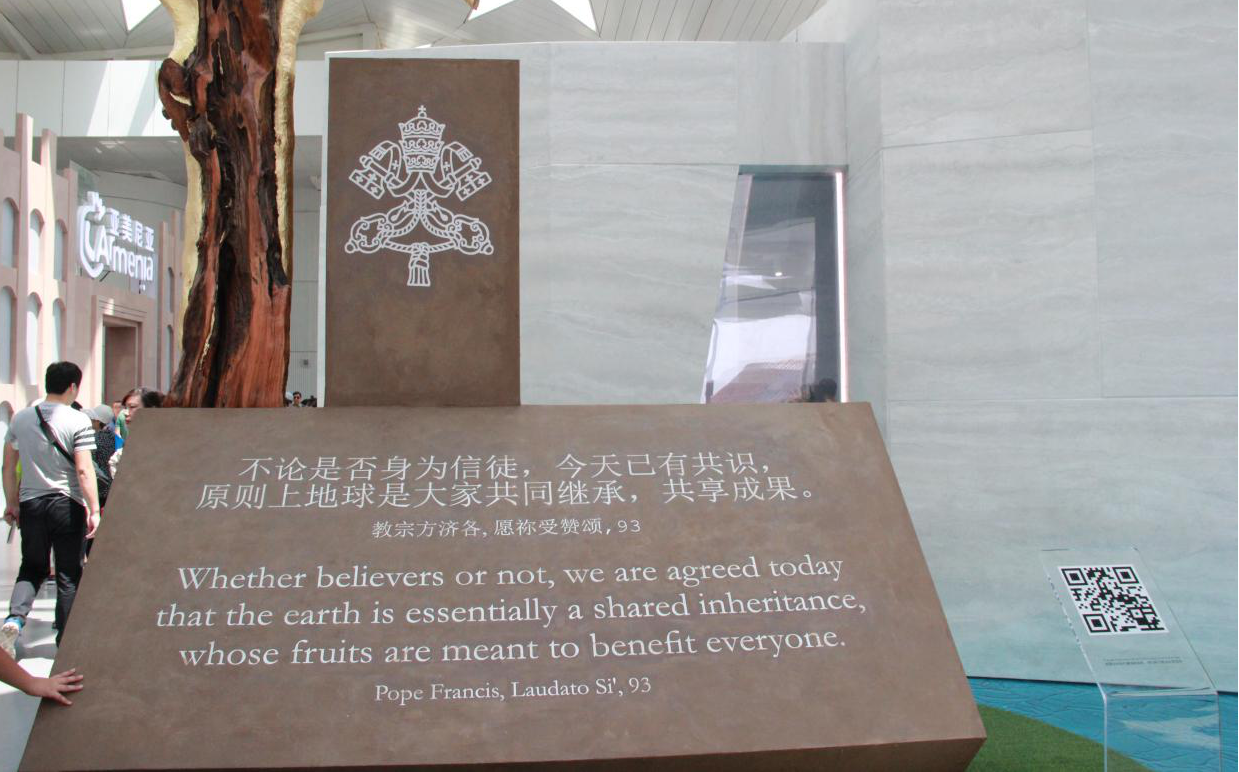 亚美尼亚
Armenia
不论是否身为信徒，今天已有共识，
原则上地球是大家共同继承，共享成果。
教宗方济各, 愿祢受赞颂, 93
Whether believers or not, we are agreed today
that the earth is essentially a shared inheritance,
whose fruits are meant to benefit everyone.
Pope Francis, Laudato Si', 93